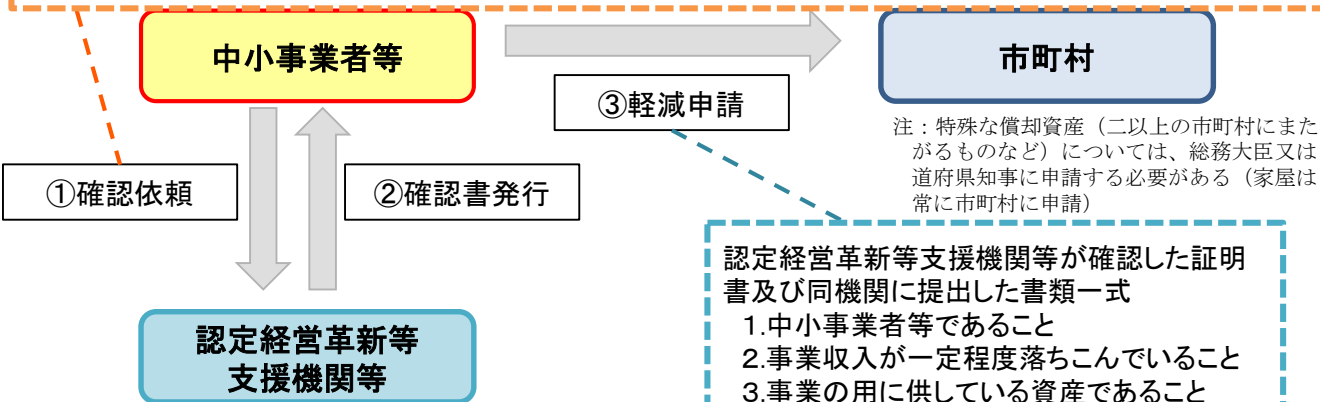 中小事業者等
市町村
③軽減申請
注：特殊な償却資産（二以上の市町村にまた
がるものなど）については、総務大臣又は
道府県知事に申請する必要がある（家屋は
常に市町村に申請）
①確認依頼
②確認書発行
認定経営革新等
支援機関等
認定経営革新等支援機関等が確認した証明
書及び同機関に提出した書類一式
1.中小事業者等であること
2.事業収入が一定程度落ちこんでいること
3.事業の用に供している資産であること